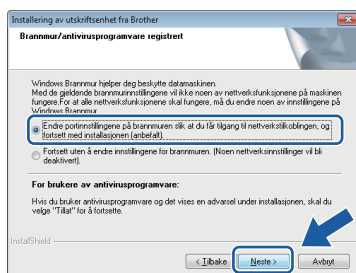 Installering av utskriftsenhet fra Brother
Brannmur/antivirusprogramvare registrert
Windows Brannmur hjelper deg beskytte datamaskinen.
Med de gjeldende brannmurinnstillingene vil ikke noen av nettverksfunksjonene på maskinen
fungere.For at alle nettverksfunksjonene skal fungere, må du endre noen av innstillingene på
Windows Brannmur.
Endre portinnstillingene på brannmuren slik at du får tilgang til nettverkstilkoblingen, og
fortsett med installasjonen (anbefalt).
Fortsett uten å endre innstillingene for brannmuren. (Noen nettverksinnstillinger vil bli
deaktivert).
For brukere av antivirusprogramvare:
Hvis du bruker antivirusprogramvare og det vises en advarsel under installasjonen, skal du
velge "Tillat" for å fortsette.
InstallShield
< Tilbake
Neste >
Avbryt